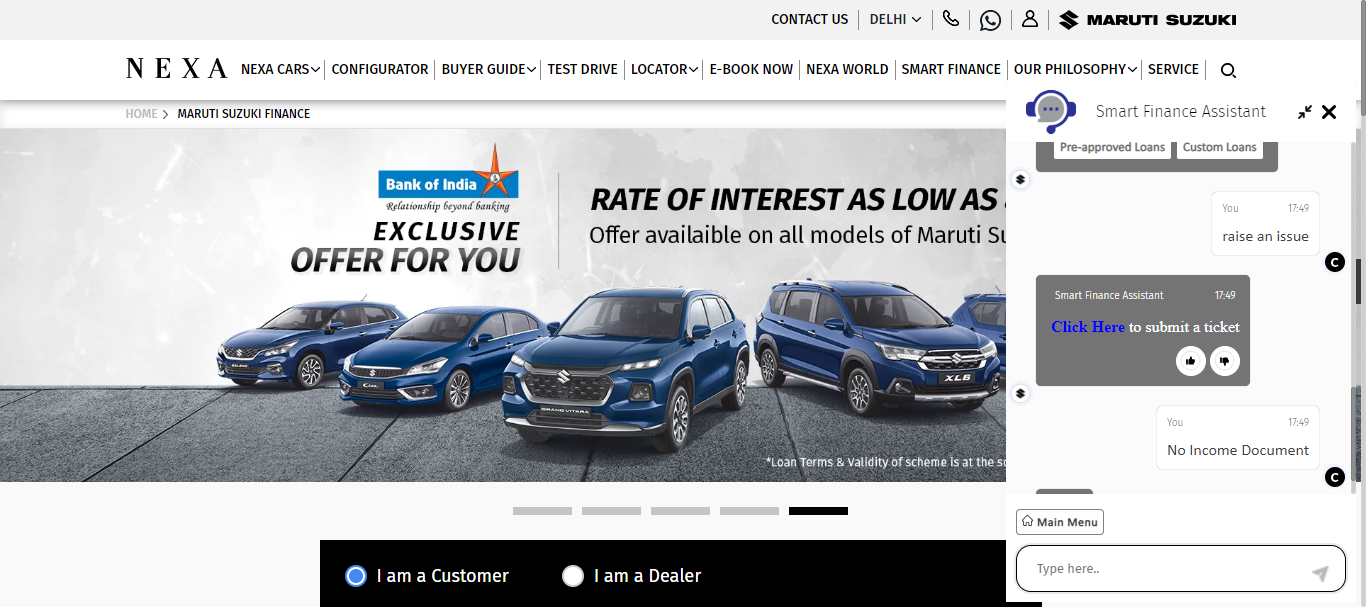 CONTACT US
DELHI
MARUTI SUZUKI
NEXA
NEXA CARS
CONFIGURATOR
BUYER GUIDE
TEST DRIVE
LOCATOR
E-BOOK NOW
NEXA WORLD
SMART FINANCE
OUR PHILOSOPHY
SERVICE
HOME
MARUTI SUZUKI FINANCE
Bank of India
Relationship beyond banking
EXCLUSIVE
OFFER FOR YOU
RATE OF INTEREST AS LOW AS
Offer availaible on all models of Maruti Su
BALENO
CIAZ
GRAND VITARA
XL6
*Loan Terms & Validity of scheme is at the
I am a Customer
I am a Dealer
Smart Finance Assistant
Pre-approved Loans
Custom Loans
You 17:49
raise an issue
C
Smart Finance Assistant 17:49
Click Here to submit a ticket
You 17:49
No Income Document
C
Main Menu
Type here..